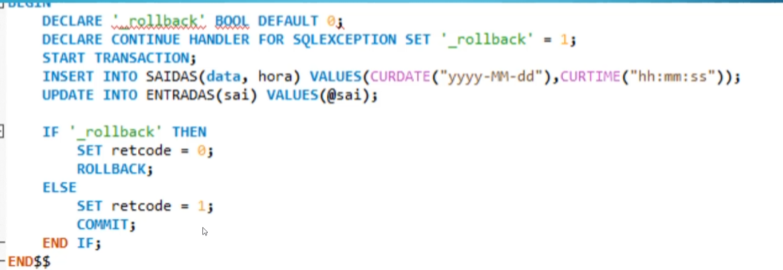 BEGIN
DECLARE '_rollback' BOOL DEFAULT 0;
DECLARE CONTINUE HANDLER FOR SQLEXCEPTION SET '_rollback' = 1;
START TRANSACTION;
INSERT INTO SAIDAS(data, hora) VALUES(CURDATE("yyyy-MM-dd"),CURTIME("hh:mm:ss"));
UPDATE INTO ENTRADAS(sai) VALUES(@sai);
IF '_rollback' THEN
SET retcode = 0;
ROLLBACK;
ELSE
SET retcode = 1;
COMMIT;
END IF;
END$$